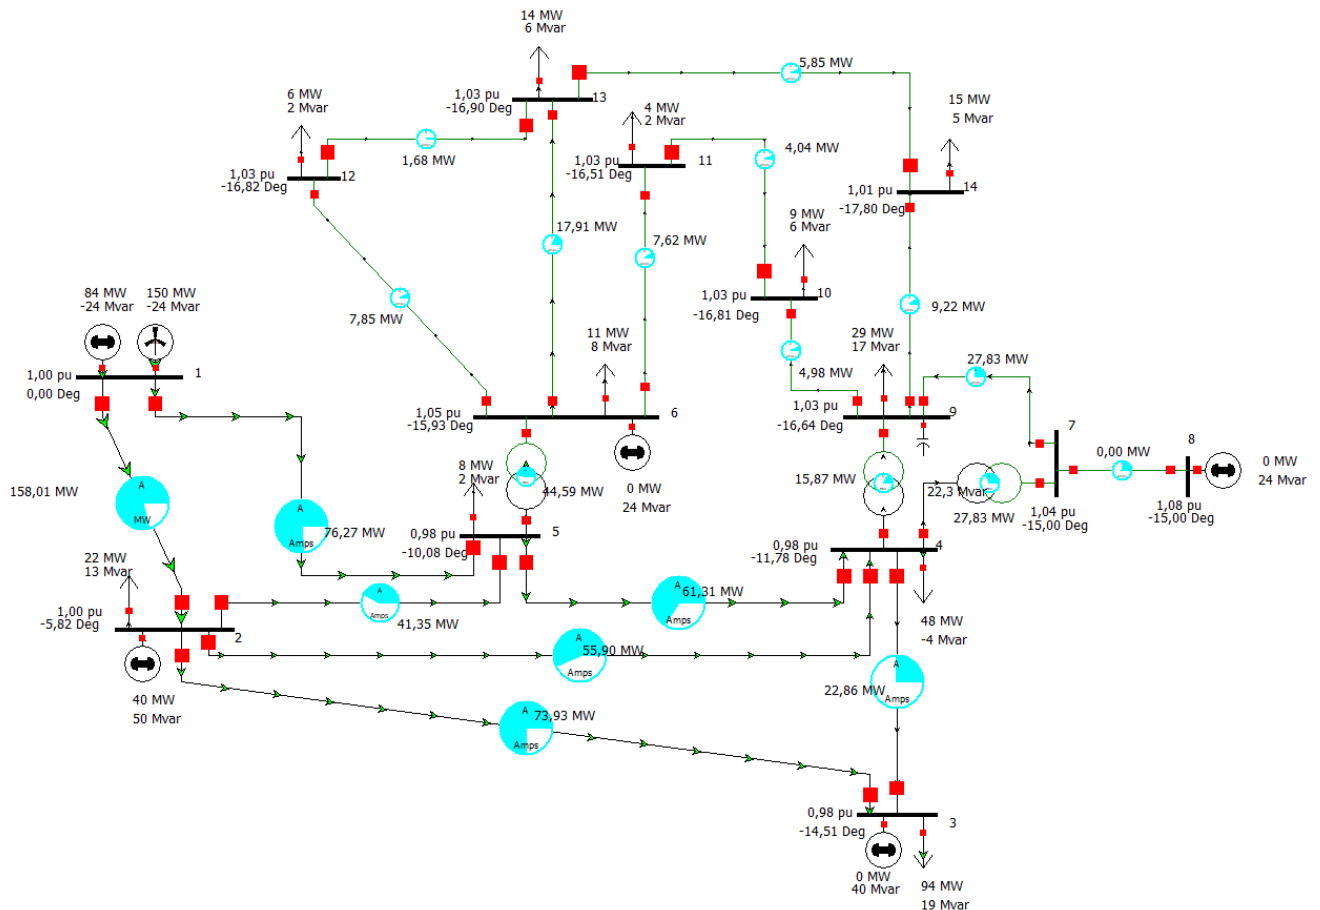 14 MW
6 Mvar
5,85 MW
1,03 pu
-16,90 Deg
13
6 MW
2 Mvar
4 MW
2 Mvar
15 MW
5 Mvar
1,68 MW
4,04 MW
1,03 pu
-16,82 Deg
12
1,03 pu
-16,51 Deg
11
1,01 pu
-17,80 Deg
14
17,91 MW
7,62 MW
9 MW
6 Mvar
1,03 pu
-16,81 Deg
10
9,22 MW
84 MW
-24 Mvar
150 MW
-24 Mvar
7,85 MW
11 MW
8 Mvar
29 MW
17 Mvar
27,83 MW
4,98 MW
1,00 pu
0,00 Deg
1
1,05 pu
-15,93 Deg
6
1,03 pu
-16,64 Deg
9
7
8
0,00 MW
0 MW
24 Mvar
8 MW
2 Mvar
44,59 MW
0 MW
24 Mvar
15,87 MW
22,3 Mvar
27,83 MW
1,04 pu
-15,00 Deg
1,08 pu
-15,00 Deg
158,01 MW
A
MW
A
76,27 MW
Amps
0,98 pu
-10,08 Deg
5
0,98 pu
-11,78 Deg
4
22 MW
13 Mvar
A
Amps
41,35 MW
A
61,31 MW
Amps
1,00 pu
-5,82 Deg
2
48 MW
-4 Mvar
A
55,90 MW
Amps
A
22,86 MW
Amps
40 MW
50 Mvar
A
73,93 MW
Amps
0,98 pu
-14,51 Deg
3
0 MW
40 Mvar
94 MW
19 Mvar